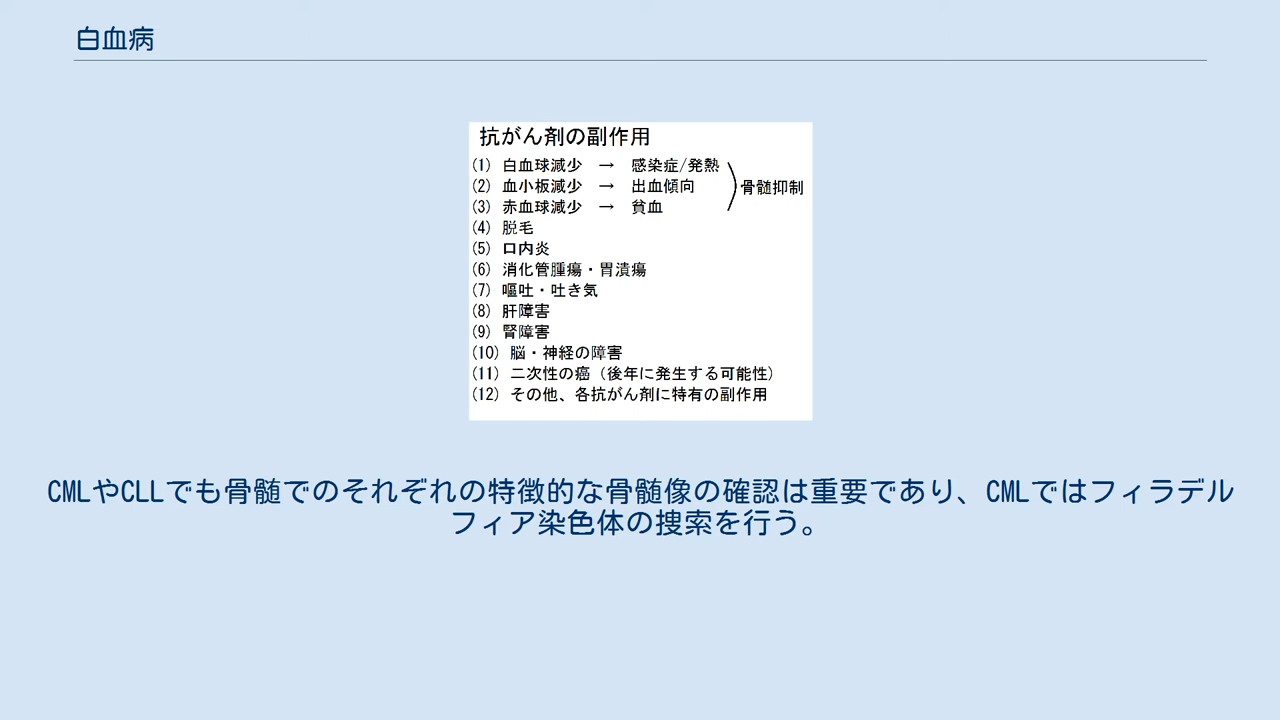 白血病
抗がん剤の副作用
(1) 白血球減少 → 感染症/発熱
(2) 血小板減少 → 出血傾向
骨髄抑制
(3) 赤血球減少 → 貧血
(4) 脱毛
(5) 口内炎
(6) 消化管腫瘍・胃潰瘍
(7) 嘔吐・吐き気
(8) 肝障害
(9) 腎障害
(10) 脳・神経の障害
(11) 二次性の癌（後年に発生する可能性）
(12) その他、各抗がん剤に特有の副作用
CMLやCLLでも骨髄でのそれぞれの特徴的な骨髄像の確認は重要であり、CMLではフィラデル
フィア染色体の捜索を行う。